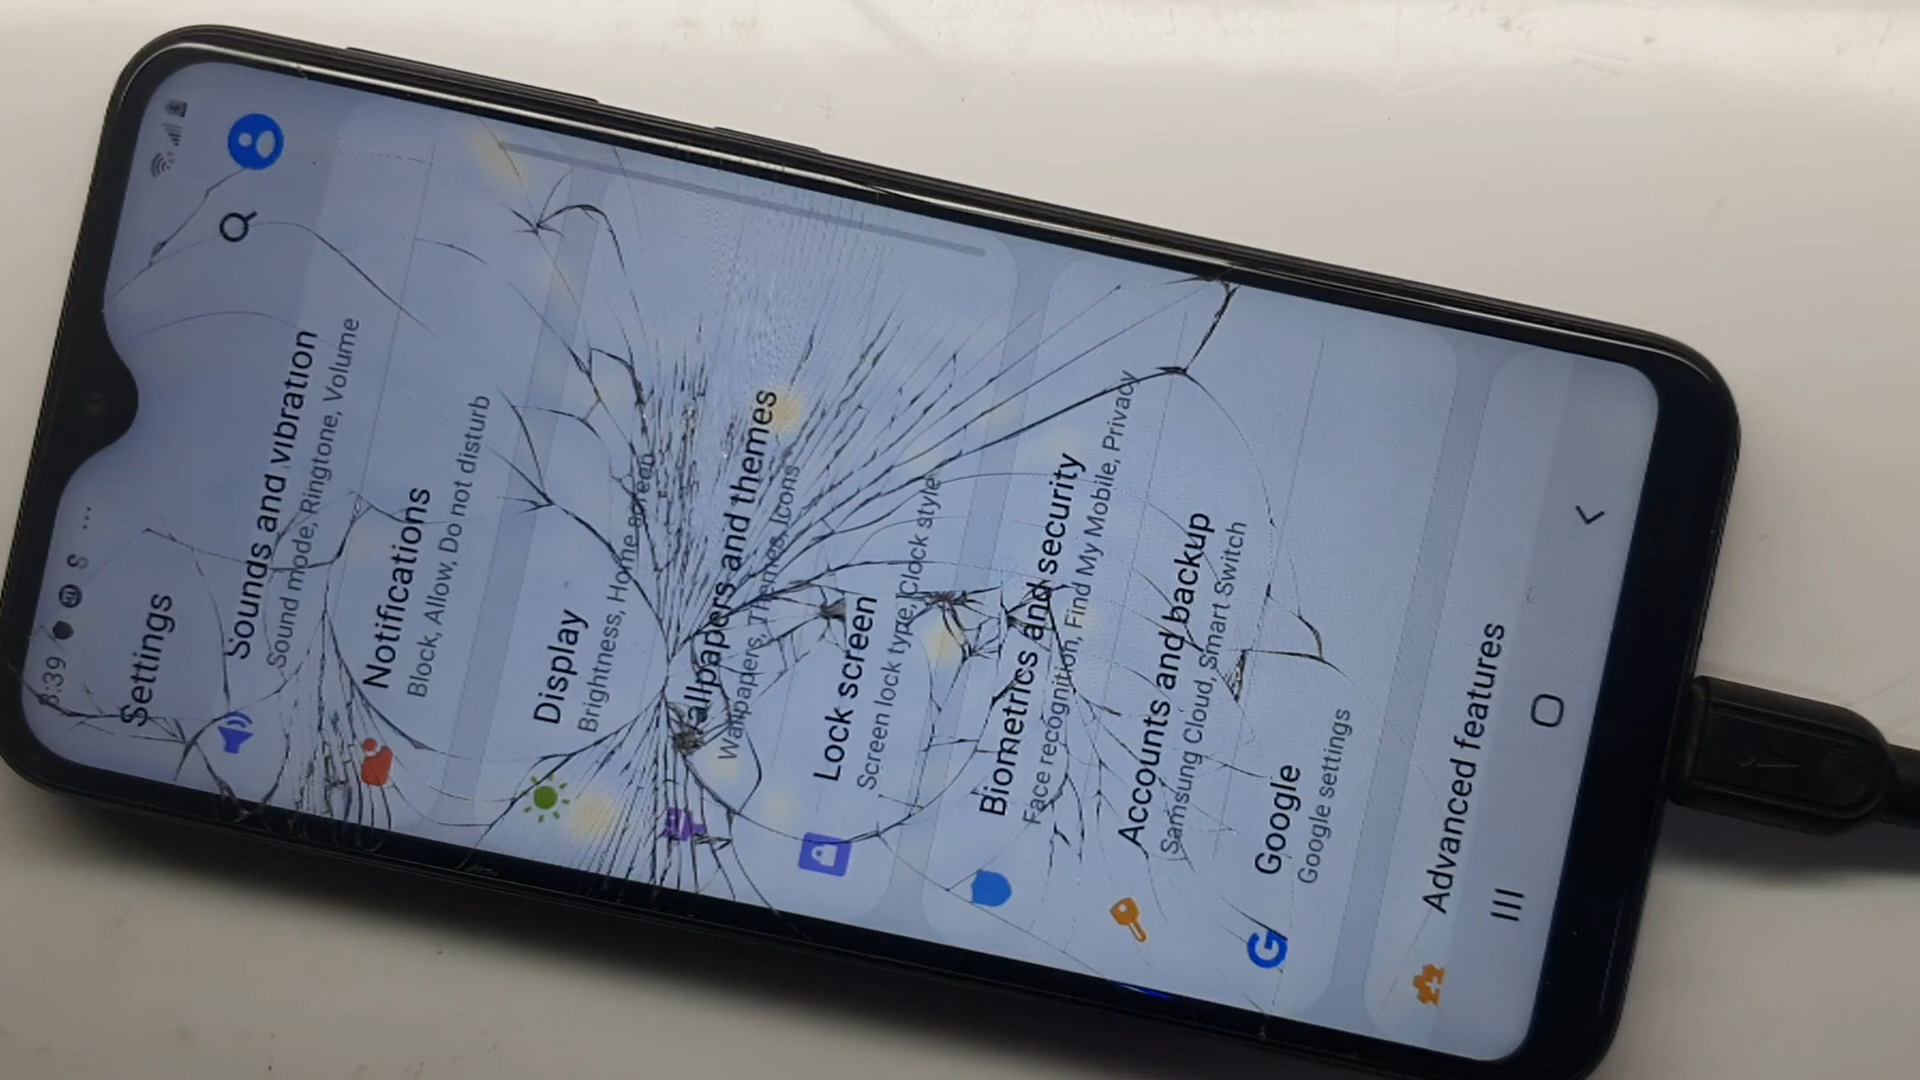 :39
Settings
Sounds and vibration
Sound mode, Ringtone, Volume
Notifications
Block, Allow, Do not disturb
Display
Brightness, Home screen
allpapers and themes
Wallpapers, Themes, Icons
Lock screen
Screen lock type, Clock style
Biometrics and security
Face recognition, Find My Mobile, Privacy
Accounts and backup
Samsung Cloud, Smart Switch
Google
Google settings
Advanced features